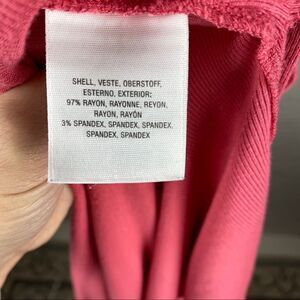 SHELL, VESTE, OBERSTOFF,
ESTERNO, EXTERIOR:
97% RAYON, RAYONNE, REYON,
RAYON, RAYÓN
3% SPANDEX, SPANDEX, SPANDEX,
SPANDEX, SPANDEX